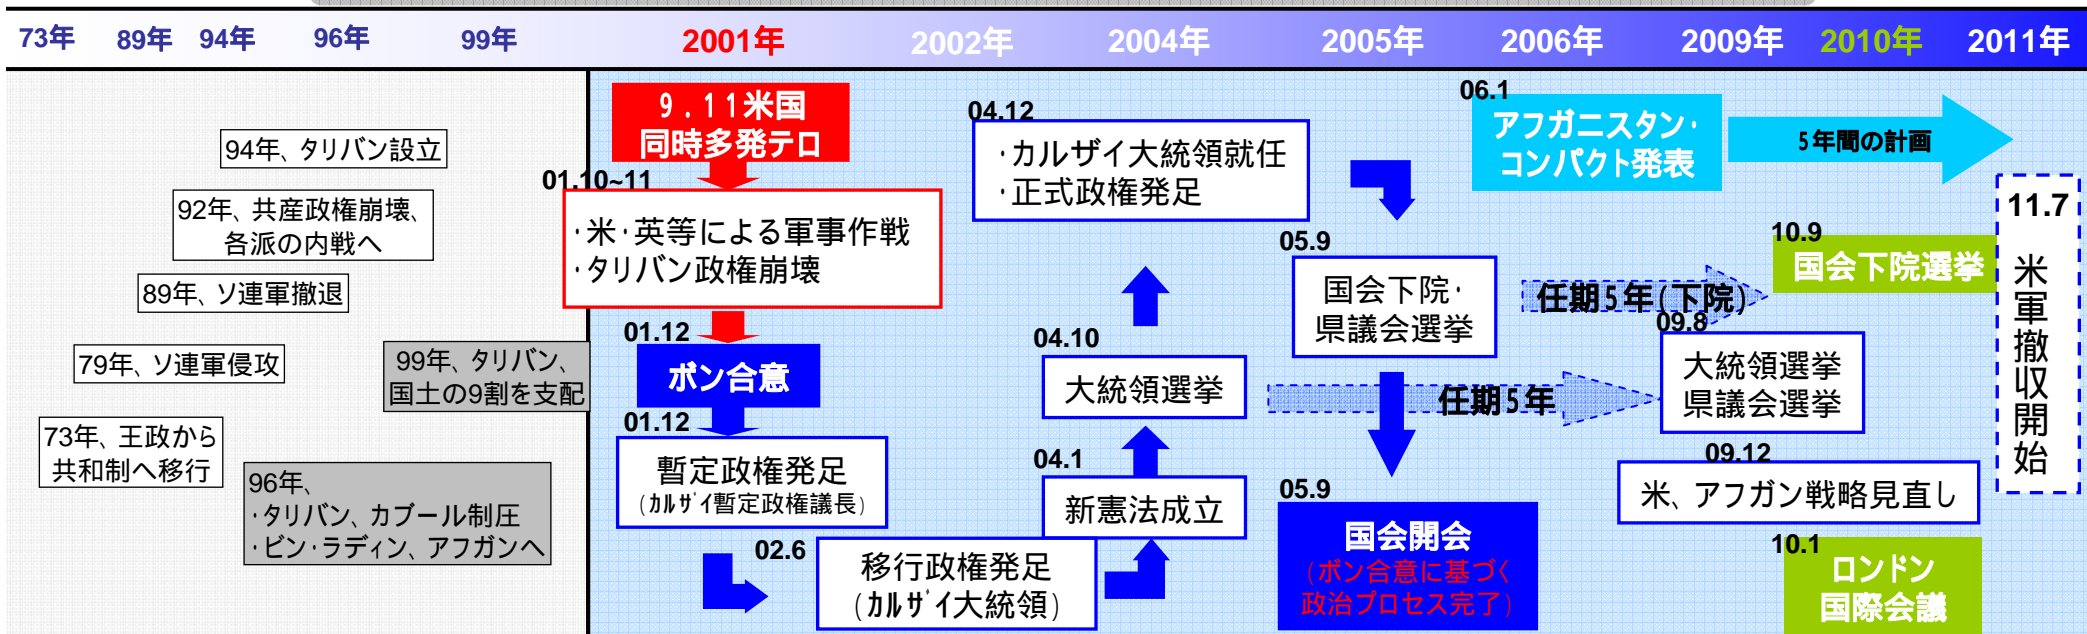 73年 89年 94年 96年 99年 2001年 2002年 2004年 2005年 2006年 2009年 2010年 2011年
94年、タリバン設立
92年、共産政権崩壊、
各派の内戦へ
89年、ソ連軍撤退
79年、ソ連軍侵攻
99年、タリバン、
国土の9割を支配
73年、王政から
共和制へ移行
96年、
・タリバン、カブール制圧
・ビン・ラディン、アフガンへ
9.11米国
同時多発テロ
01.10~11
・米・英等による軍事作戦
・タリバン政権崩壊
01.12
ボン合意
01.12
暫定政権発足
(カルザイ暫定政権議長)
02.6
移行政権発足
(カルザイ大統領)
04.1
新憲法成立
04.10
大統領選挙
04.12
・カルザイ大統領就任
・正式政権発足
05.9
国会下院・
県議会選挙
05.9
国会開会
(ボン合意に基づく
政治プロセス完了)
06.1
アフガニスタン・
コンパクト発表
5年間の計画
任期5年(下院)
任期5年
09.8
大統領選挙
県議会選挙
09.12
米、アフガン戦略見直し
10.1
ロンドン
国際会議
10.9
国会下院選挙
11.7
米軍撤収開始